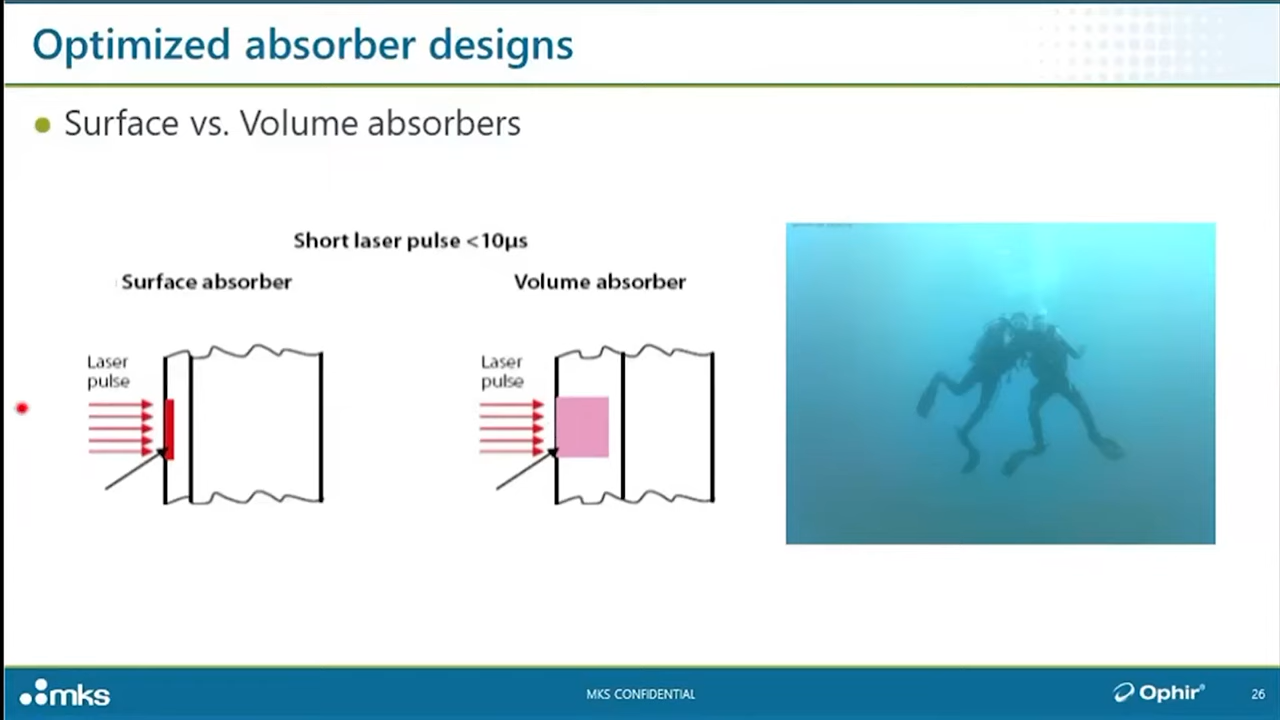 Optimized absorber designs
Surface vs. Volume absorbers
Short laser pulse <10µs
Surface absorber
Volume absorber
Laser
pulse
Laser
pulse
mks
MKS CONFIDENTIAL
Ophir®
26